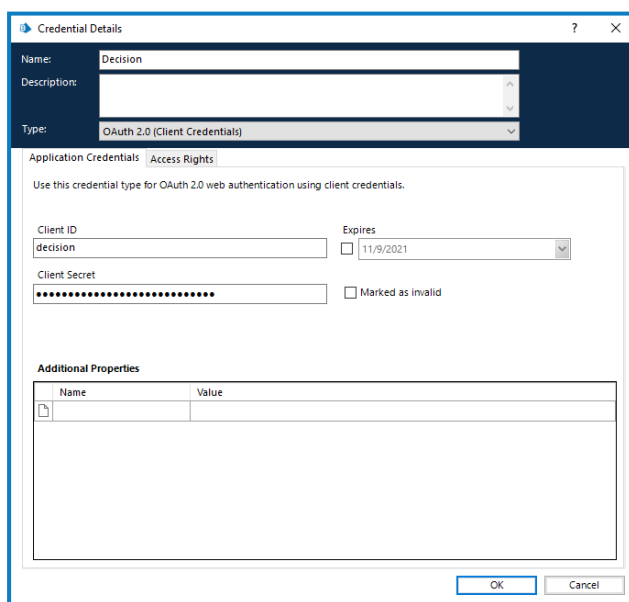 Credential Details ? X
Name: Decision
Description:
Type: OAuth 2.0 (Client Credentials)
Application Credentials Access Rights
Use this credential type for OAuth 2.0 web authentication using client credentials.
Client ID Expires
decision 11/9/2021
Client Secret
•••••••••••••••••••••••••••• Marked as invalid
Additional Properties
Name Value
OK Cancel